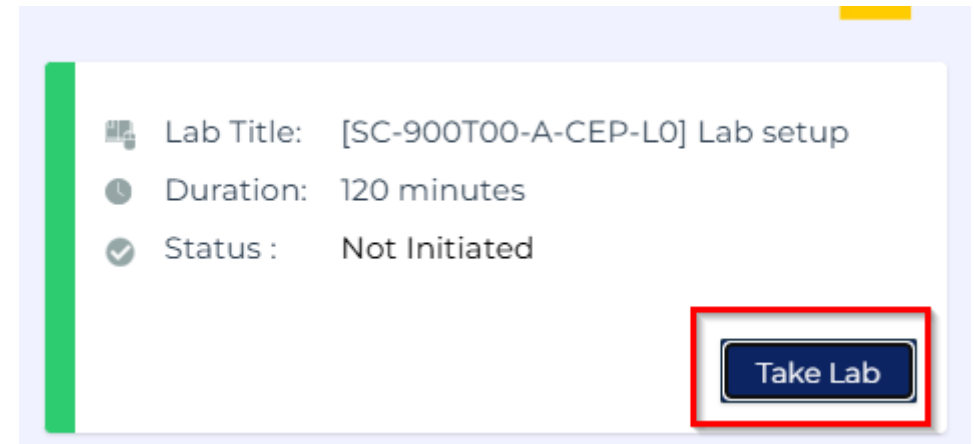 Lab Title: [SC-900T00-A-CEP-L0] Lab setup
Duration: 120 minutes
Status : Not Initiated
Take Lab